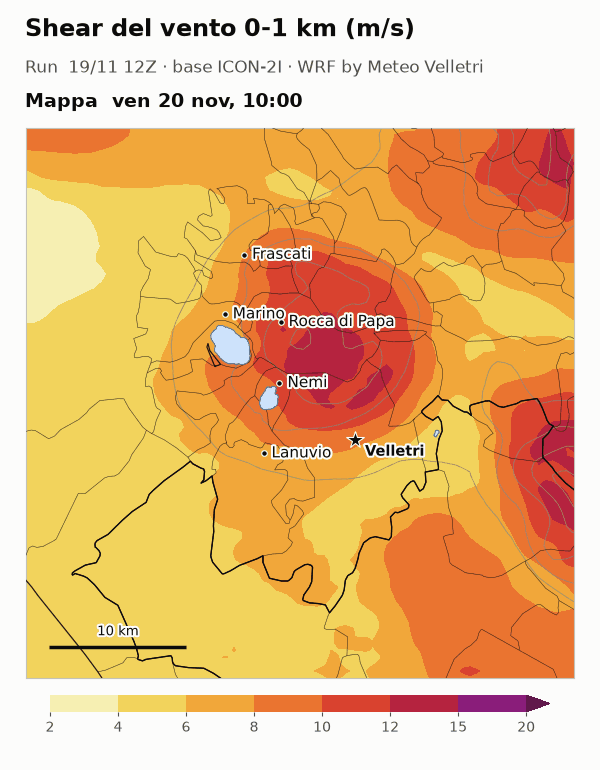 Shear del vento 0-1 km (m/s)
Run  19/11 12Z · base ICON-2I · WRF by Meteo Velletri
Mappa  ven 20 nov, 10:00
Frascati
Marino
Rocca di Papa
Nemi
Velletri
Lanuvio
10 km
2 4 6 8 10 12 15 20